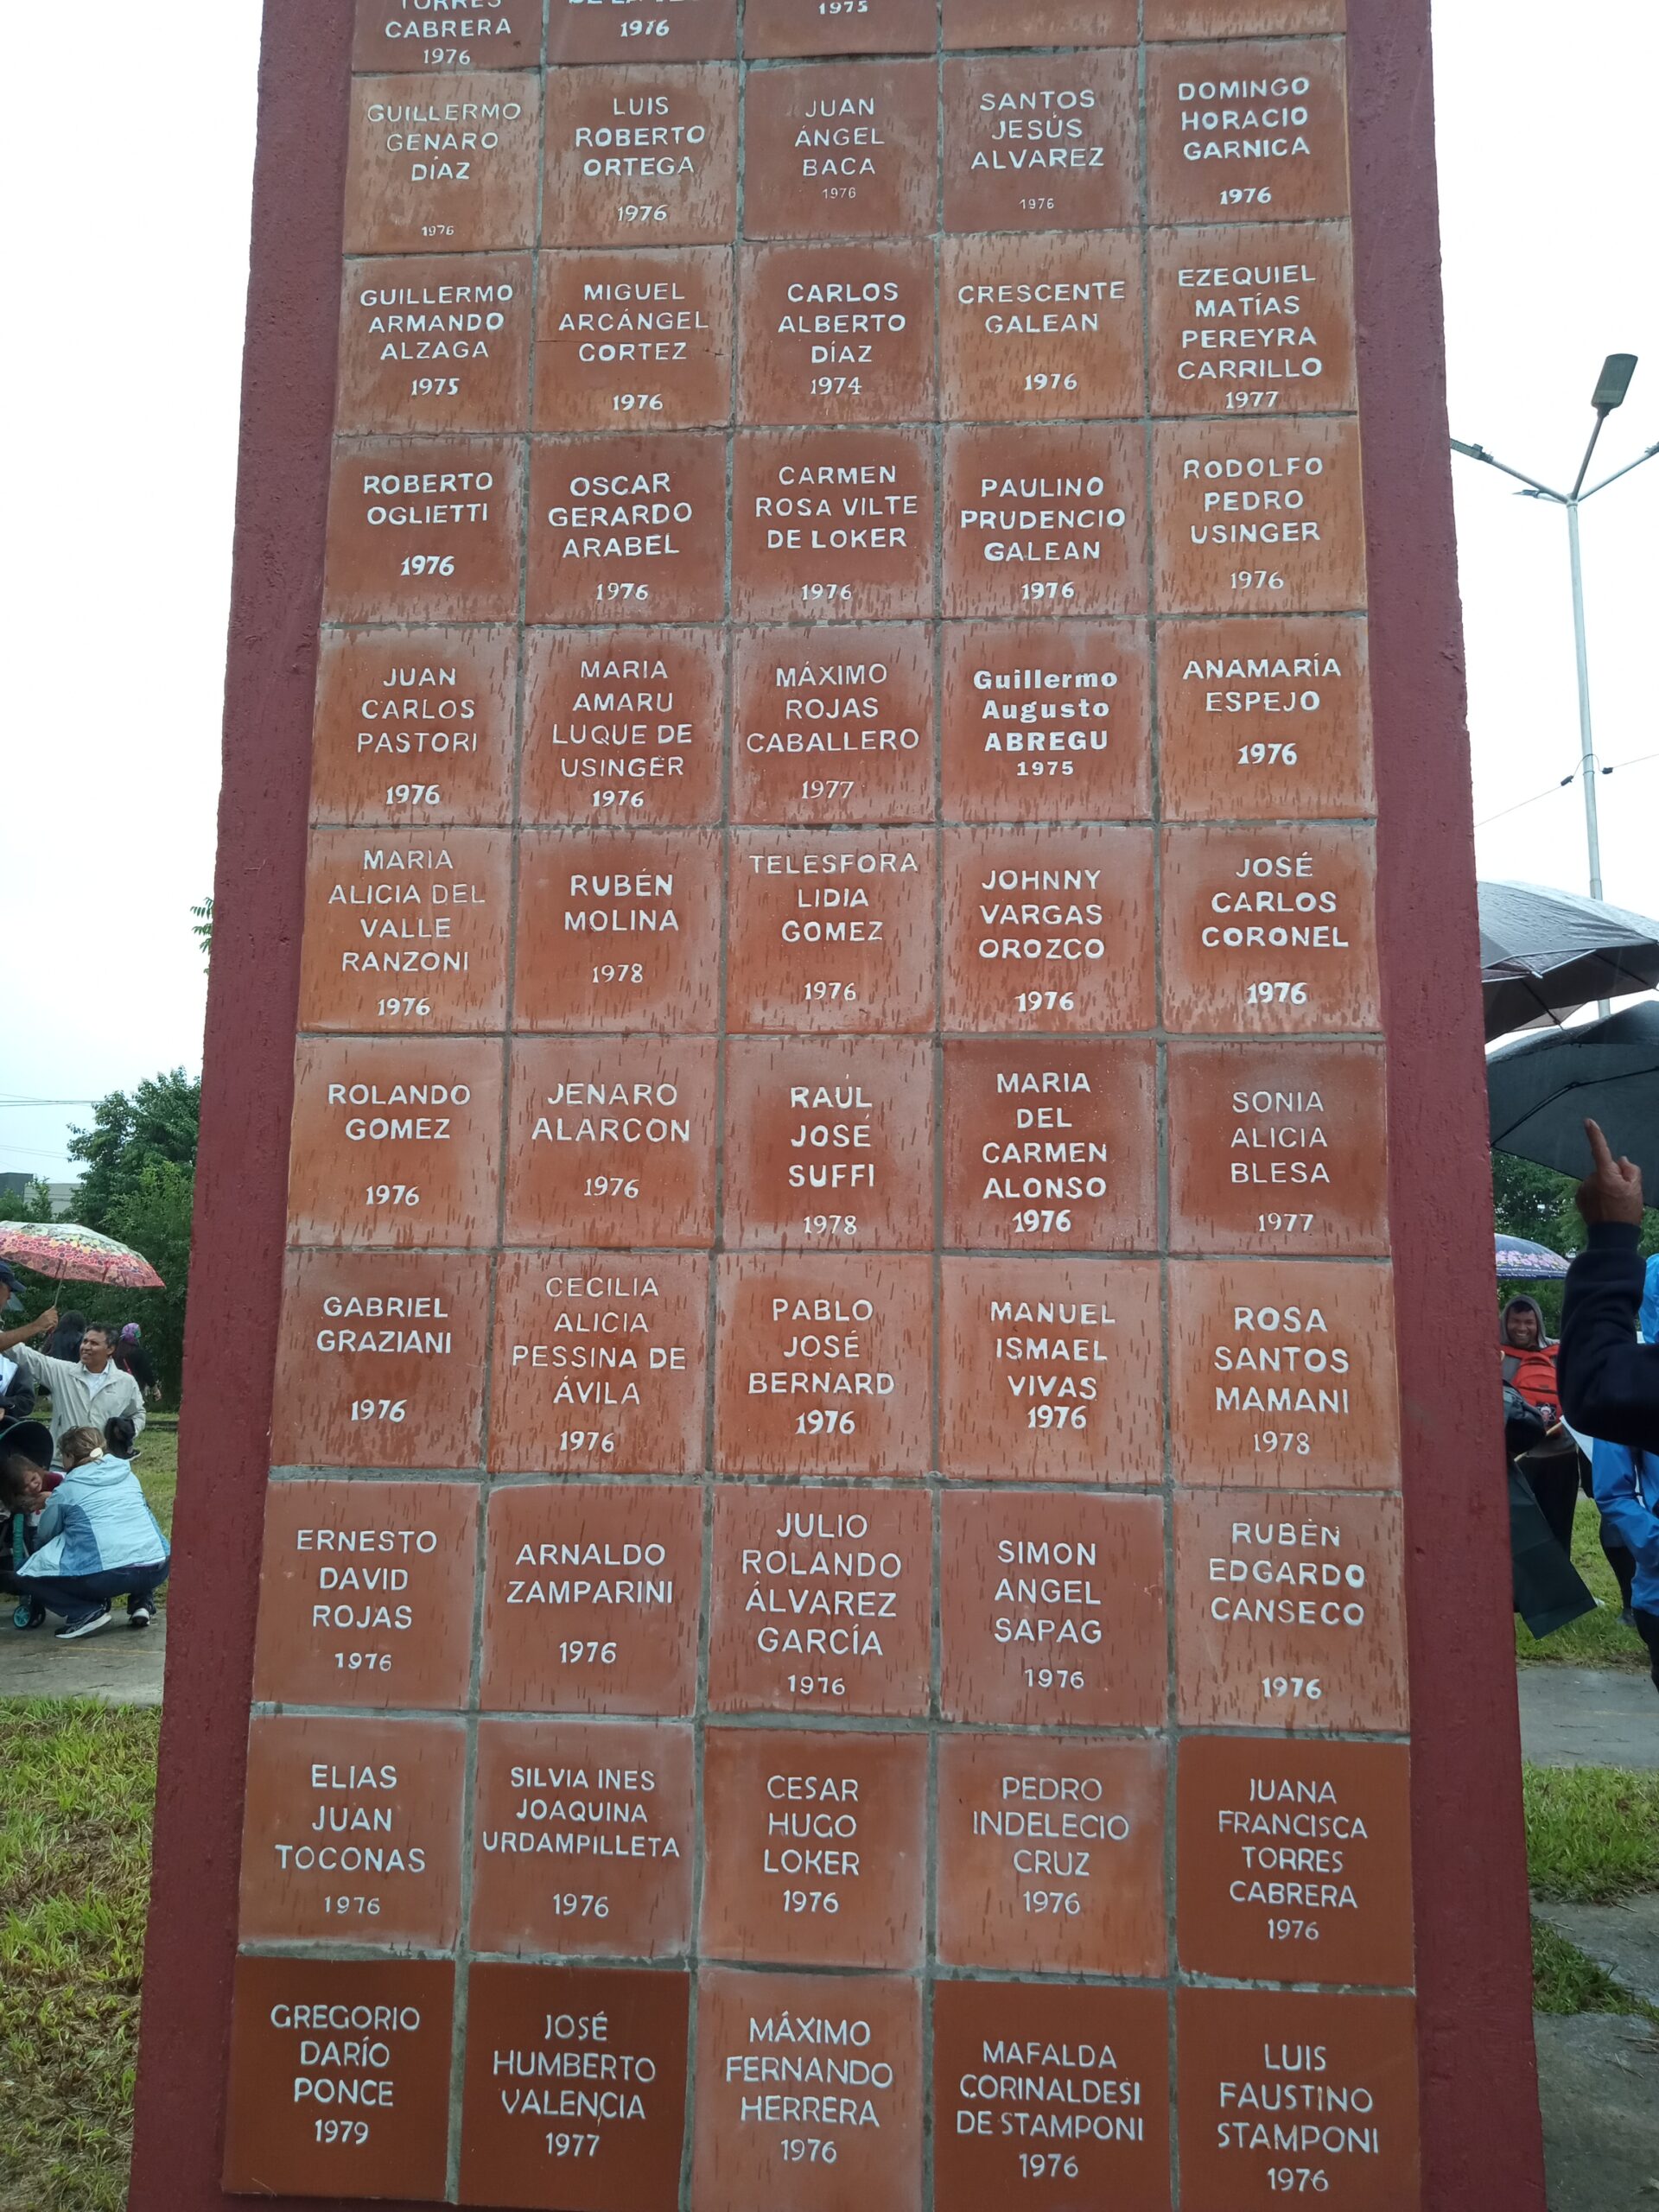 TORRES
CABRERA
1976
1976
1975
GUILLERMO
GENARO
DÍAZ
1976
LUIS
ROBERTO
ORTEGA
1976
JUAN
ÁNGEL
BACA
1976
SANTOS
JESÚS
ALVAREZ
1976
DOMINGO
HORACIO
GARNICA
1976
GUILLERMO
ARMANDO
ALZAGA
1975
MIGUEL
ARCÁNGEL
CORTEZ
1976
CARLOS
ALBERTO
DÍAZ
1974
CRESCENTE
GALEAN
1976
EZEQUIEL
MATÍAS
PEREYRA
CARRILLO
1977
ROBERTO
OGLIETTI
1976
OSCAR
GERARDO
ARABEL
1976
CARMEN
ROSA VILTE
DE LOKER
1976
PAULINO
PRUDENCIO
GALEAN
1976
RODOLFO
PEDRO
USINGER
1976
JUAN
CARLOS
PASTORI
1976
MARIA
AMARU
LUQUE DE
USINGER
1976
MÁXIMO
ROJAS
CABALLERO
1977
Guillermo
Augusto
ABREGU
1975
ANAMARÍA
ESPEJO
1976
MARIA
ALICIA DEL
VALLE
RANZONI
1976
RUBÉN
MOLINA
1978
TELESFORA
LIDIA
GOMEZ
1976
JOHNNY
VARGAS
OROZCO
1976
JOSÉ
CARLOS
CORONEL
1976
ROLANDO
GOMEZ
1976
JENARO
ALARCON
1976
RAÚL
JOSÉ
SUFFI
1978
MARIA
DEL
CARMEN
ALONSO
1976
SONIA
ALICIA
BLESA
1977
GABRIEL
GRAZIANI
1976
CECILIA
ALICIA
PESSINA DE
ÁVILA
1976
PABLO
JOSÉ
BERNARD
1976
MANUEL
ISMAEL
VIVAS
1976
ROSA
SANTOS
MAMANI
1978
ERNESTO
DAVID
ROJAS
1976
ARNALDO
ZAMPARINI
1976
JULIO
ROLANDO
ÁLVAREZ
GARCÍA
1976
SIMON
ANGEL
SAPAG
1976
RUBÉN
EDGARDO
CANSECO
1976
ELIAS
JUAN
TOCONAS
1976
SILVIA INES
JOAQUINA
URDAMPILLETA
1976
CESAR
HUGO
LOKER
1976
PEDRO
INDELECIO
CRUZ
1976
JUANA
FRANCISCA
TORRES
CABRERA
1976
GREGORIO
DARÍO
PONCE
1979
JOSÉ
HUMBERTO
VALENCIA
1977
MÁXIMO
FERNANDO
HERRERA
1976
MAFALDA
CORINALDESI
DE STAMPONI
1976
LUIS
FAUSTINO
STAMPONI
1976